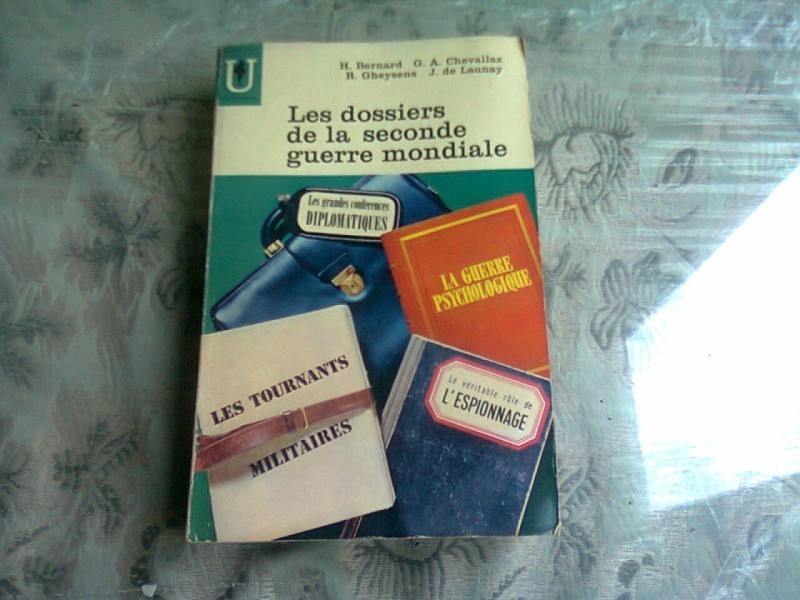 U
H. Bernard G. A. Chevallaz
R. Gheysens J. de Launay
Les dossiers
de la seconde
guerre mondiale
Les grandes conférences
DIPLOMATIQUES
LA GUERRE
PSYCHOLOGIQUE
LES TOURNANTS
MILITAIRES
Le véritable rôle de
L'ESPIONNAGE